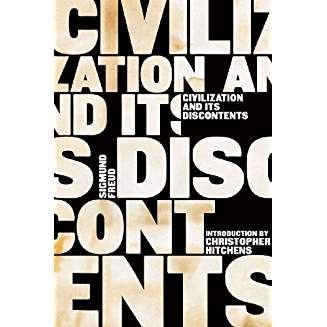 CIVILIZ
ZATION AN
ND ITS
CIVILIZATION
AND ITS
DISCONTENTS
S DISC
SIGMUND
FREUD
CONT
INTRODUCTION BY
CHRISTOPHER
HITCHENS
ENTS